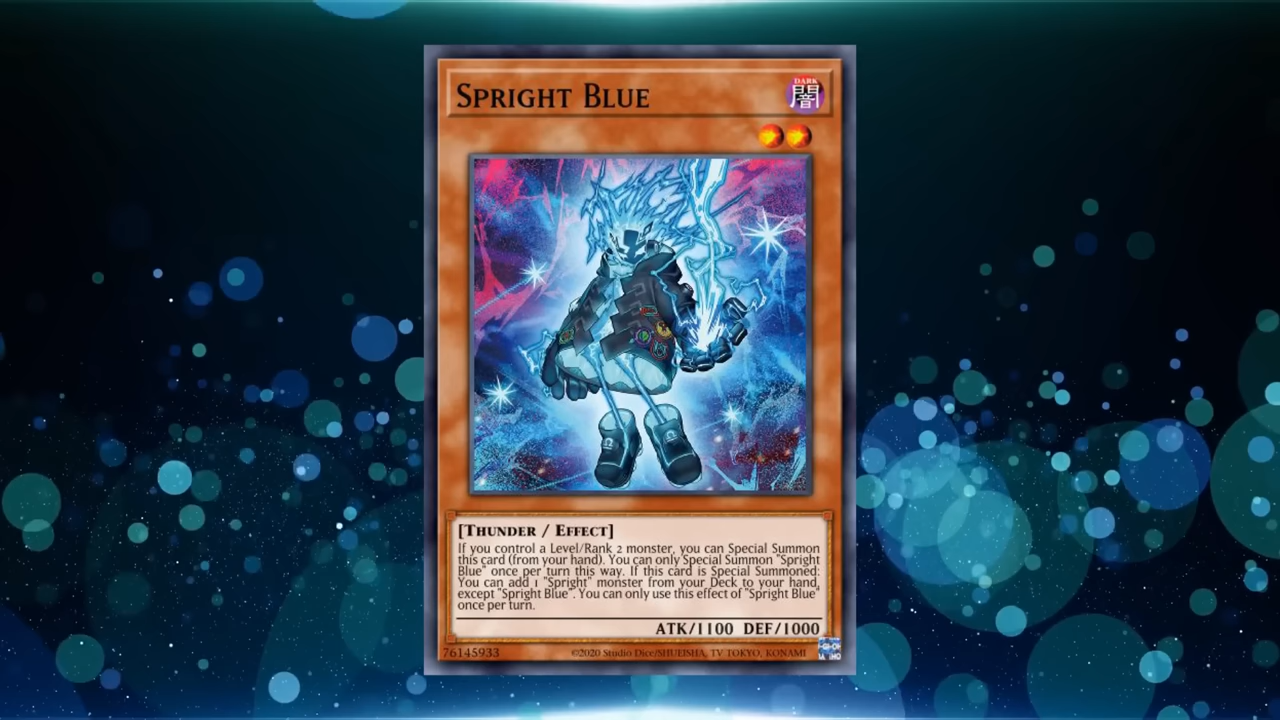 SPRIGHT BLUE
DARK
闇
[THUNDER / EFFECT]
If you control a Level/Rank 2 monster, you can Special Summon
this card (from your hand). You can only Special Summon "Spright
Blue" once per turn this way. If this card is Special Summoned:
You can add 1 "Spright" monster from your Deck to your hand,
except "Spright Blue". You can only use this effect of "Spright Blue"
once per turn.
ATK/1100 DEF/1000
76145933
©2020 Studio Dice/SHUEISHA, TV TOKYO, KONAMI